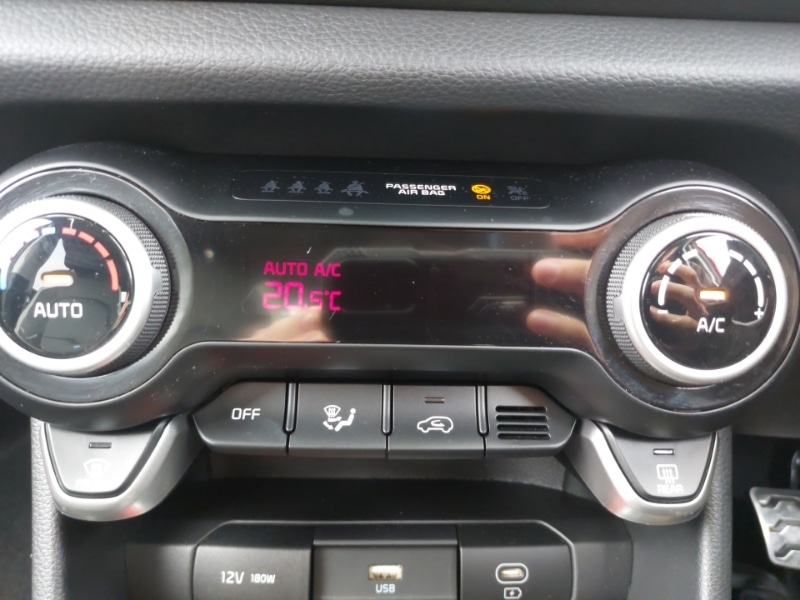 PASSENGER
AIR BAG
ON
OFF
AUTO A/C
20.5°C
AUTO
A/C
- +
OFF
REAR
12V 180W
USB